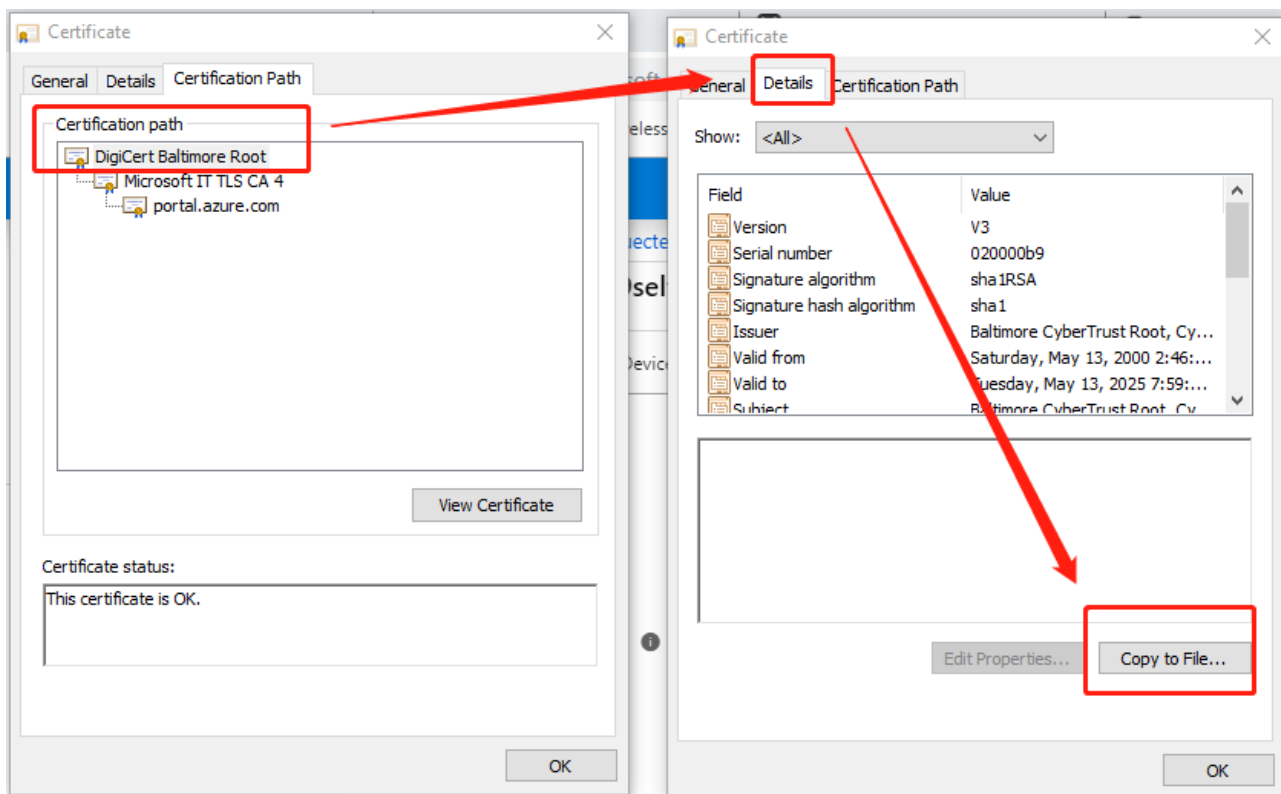 Certificate
General Details Certification Path
Certification path
DigiCert Baltimore Root
Microsoft IT TLS CA 4
portal.azure.com
View Certificate
Certificate status:
This certificate is OK.
OK
Certificate
General Details Certification Path
Show: <All>
Field Value
Version V3
Serial number 020000b9
Signature algorithm sha1RSA
Signature hash algorithm sha1
Issuer Baltimore CyberTrust Root, Cy...
Valid from Saturday, May 13, 2000 2:46:...
Valid to Tuesday, May 13, 2025 7:59:...
Subject Baltimore CyberTrust Root, Cy
Edit Properties...
Copy to File...
OK